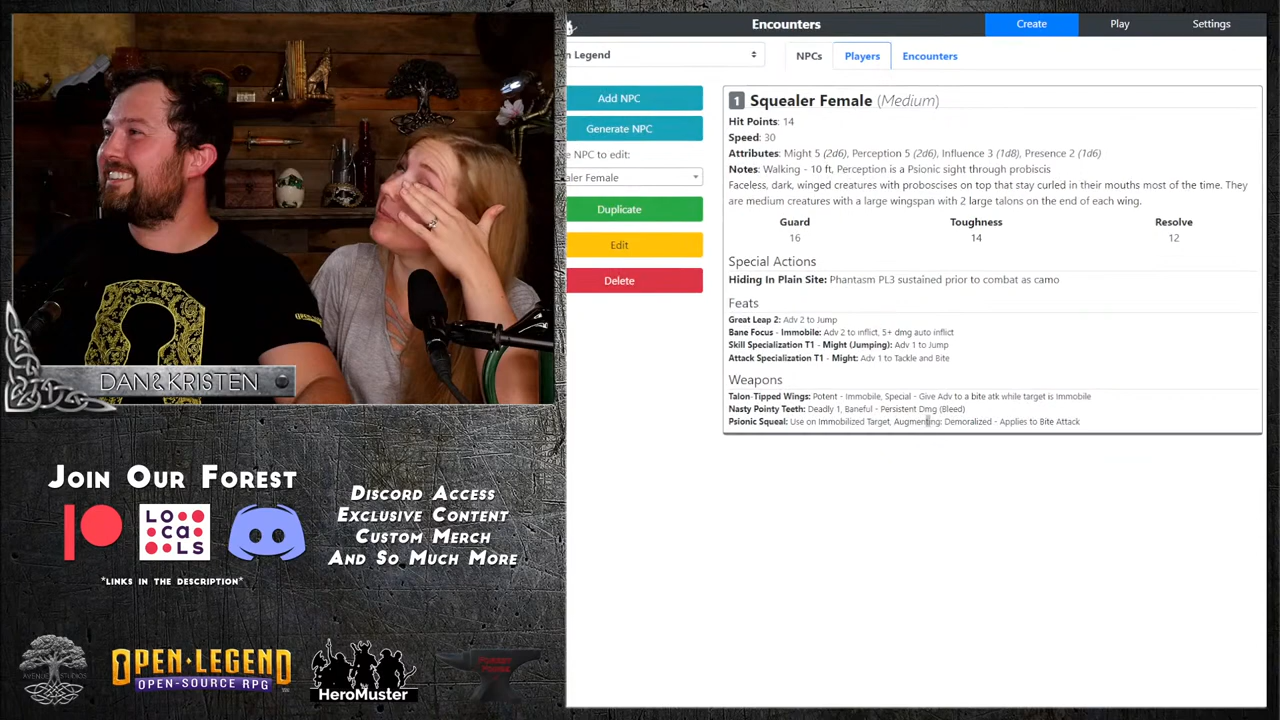 Encounters
Create
Play
Settings
n Legend
NPCs
Players
Encounters
Add NPC
Generate NPC
e NPC to edit:
aler Female
Duplicate
Edit
Delete
1 Squealer Female (Medium)
Hit Points: 14
Speed: 30
Attributes: Might 5 (2d6), Perception 5 (2d6), Influence 3 (1d8), Presence 2 (1d6)
Notes: Walking - 10 ft, Perception is a Psionic sight through probiscis
Faceless, dark, winged creatures with proboscises on top that stay curled in their mouths most of the time. They
are medium creatures with a large wingspan with 2 large talons on the end of each wing.
Guard Toughness Resolve
16 14 12
Special Actions
Hiding In Plain Site: Phantasm PL3 sustained prior to combat as camo
Feats
Great Leap 2: Adv 2 to Jump
Bane Focus - Immobile: Adv 2 to inflict, 5+ dmg auto inflict
Skill Specialization T1 - Might (Jumping): Adv 1 to Jump
Attack Specialization T1 - Might: Adv 1 to Tackle and Bite
Weapons
Talon-Tipped Wings: Potent - Immobile, Special - Give Adv to a bite atk while target is Immobile
Nasty Pointy Teeth: Deadly 1, Baneful - Persistent Dmg (Bleed)
Psionic Squeal: Use on Immobilized Target, Augmenting: Demoralized - Applies to Bite Attack
DAN & KRISTEN
Join Our Forest
LO
ca
LS
*Links in the description*
Discord Access
Exclusive Content
Custom Merch
And So Much More
OPEN LEGEND
OPEN-SOURCE RPG
HeroMuster